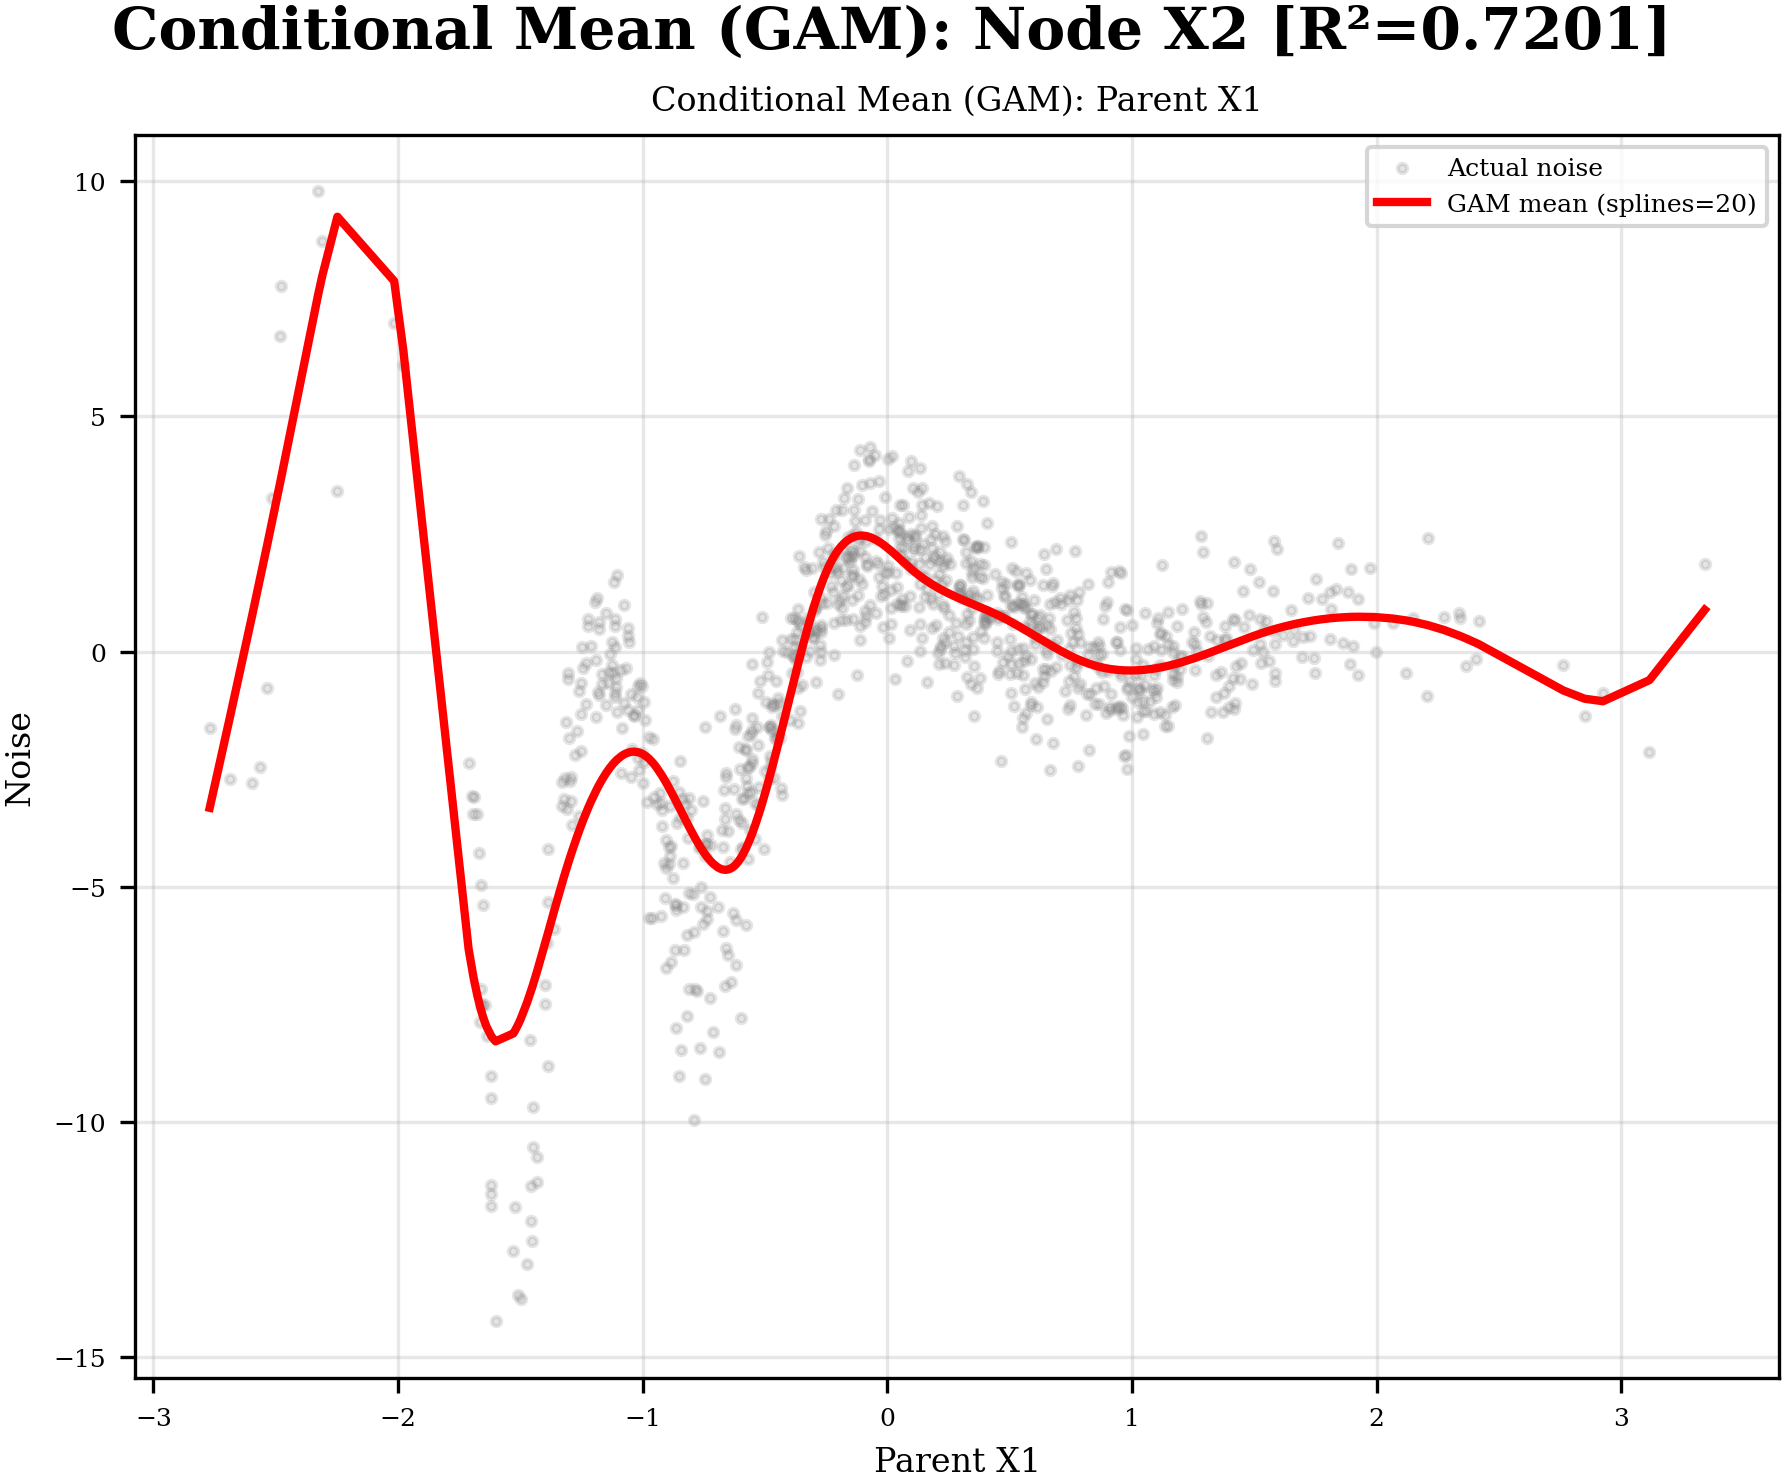 Conditional Mean (GAM): Node X2 [R²=0.7201]
Conditional Mean (GAM): Parent X1
Actual noise
GAM mean (splines=20)
10
5
0
−5
−10
−15
Noise
−3 −2 −1 0 1 2 3
Parent X1